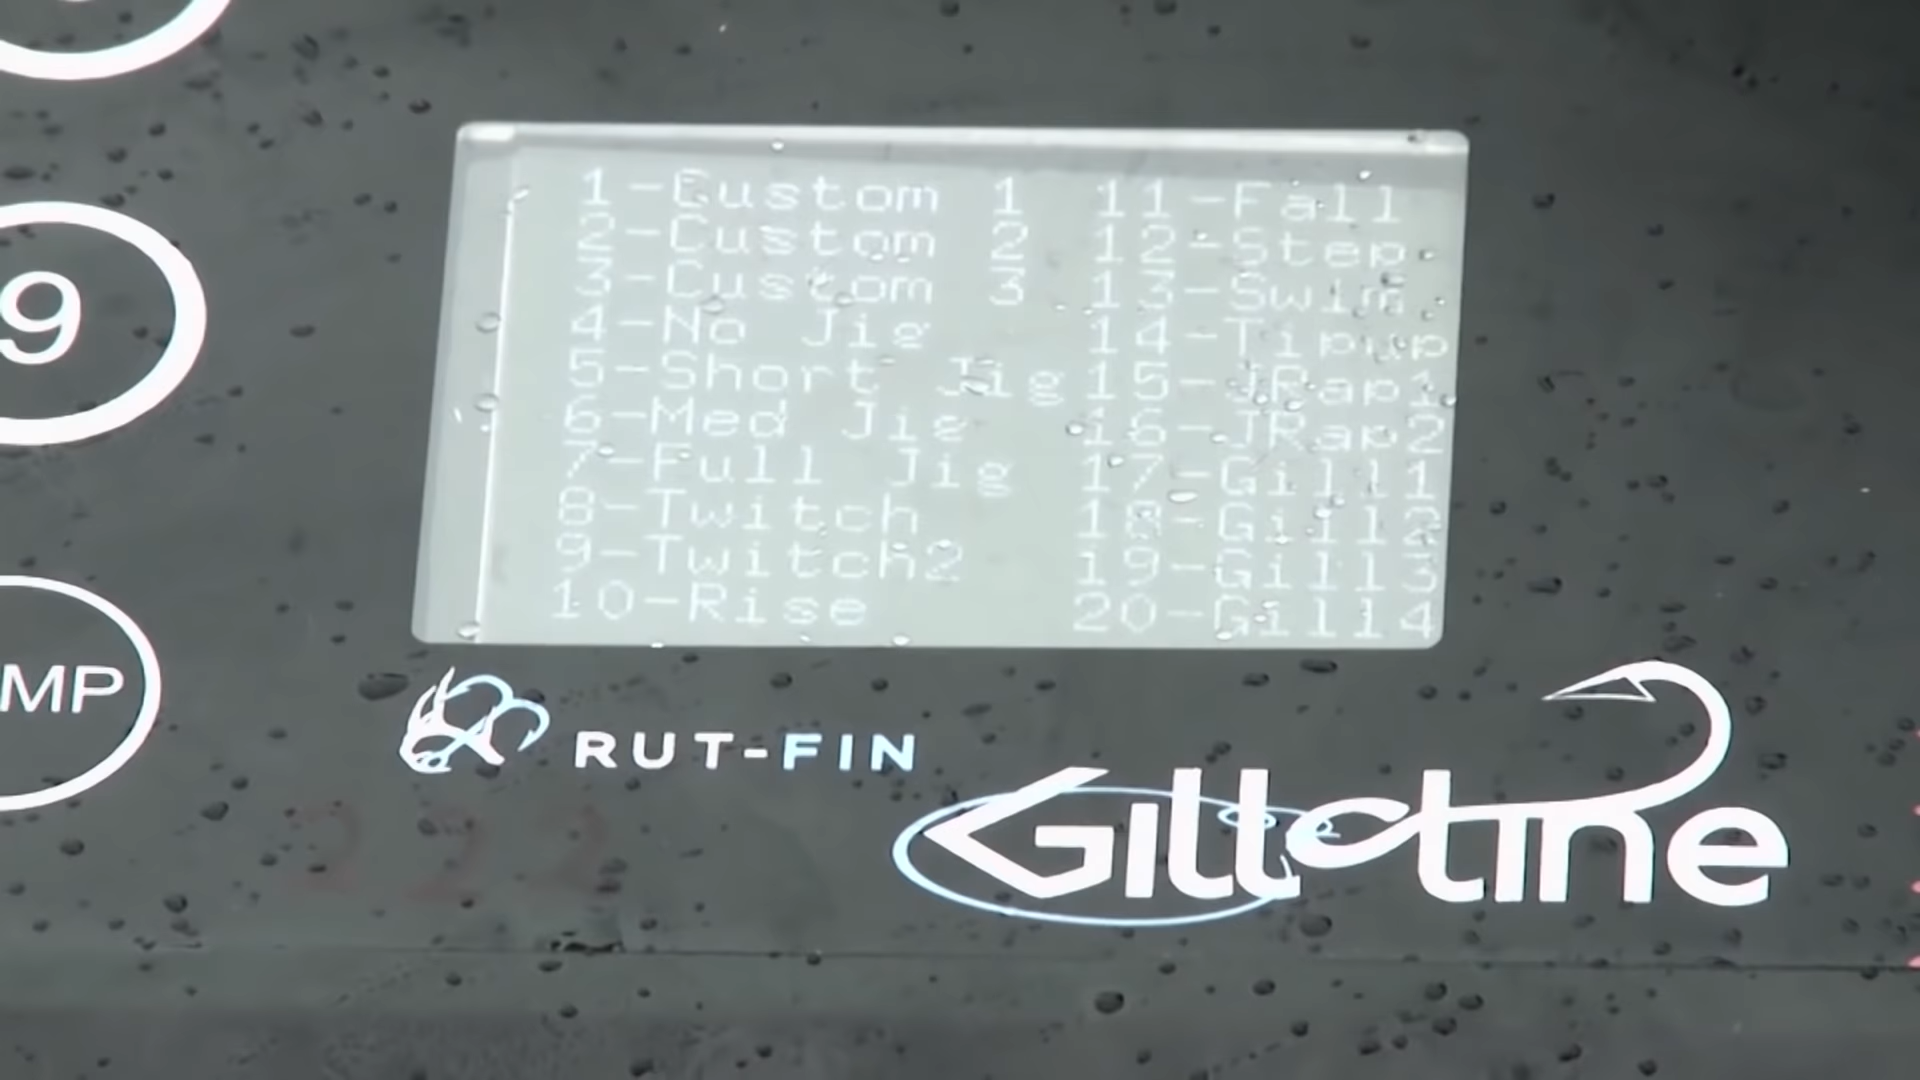 1-Custom 1 11-Fall
2-Custom 2 12-Step
3-Custom 3 13-Swim
4-No Jig 14-Tipup
5-Short Jig 15-JRap1
6-Med Jig 16-JRap2
7-Full Jig 17-Gill1
8-Twitch 18-Gill2
9-Twitch2 19-Gill3
10-Rise 20-Gill4
9
MP
RUT-FIN
Gillotine